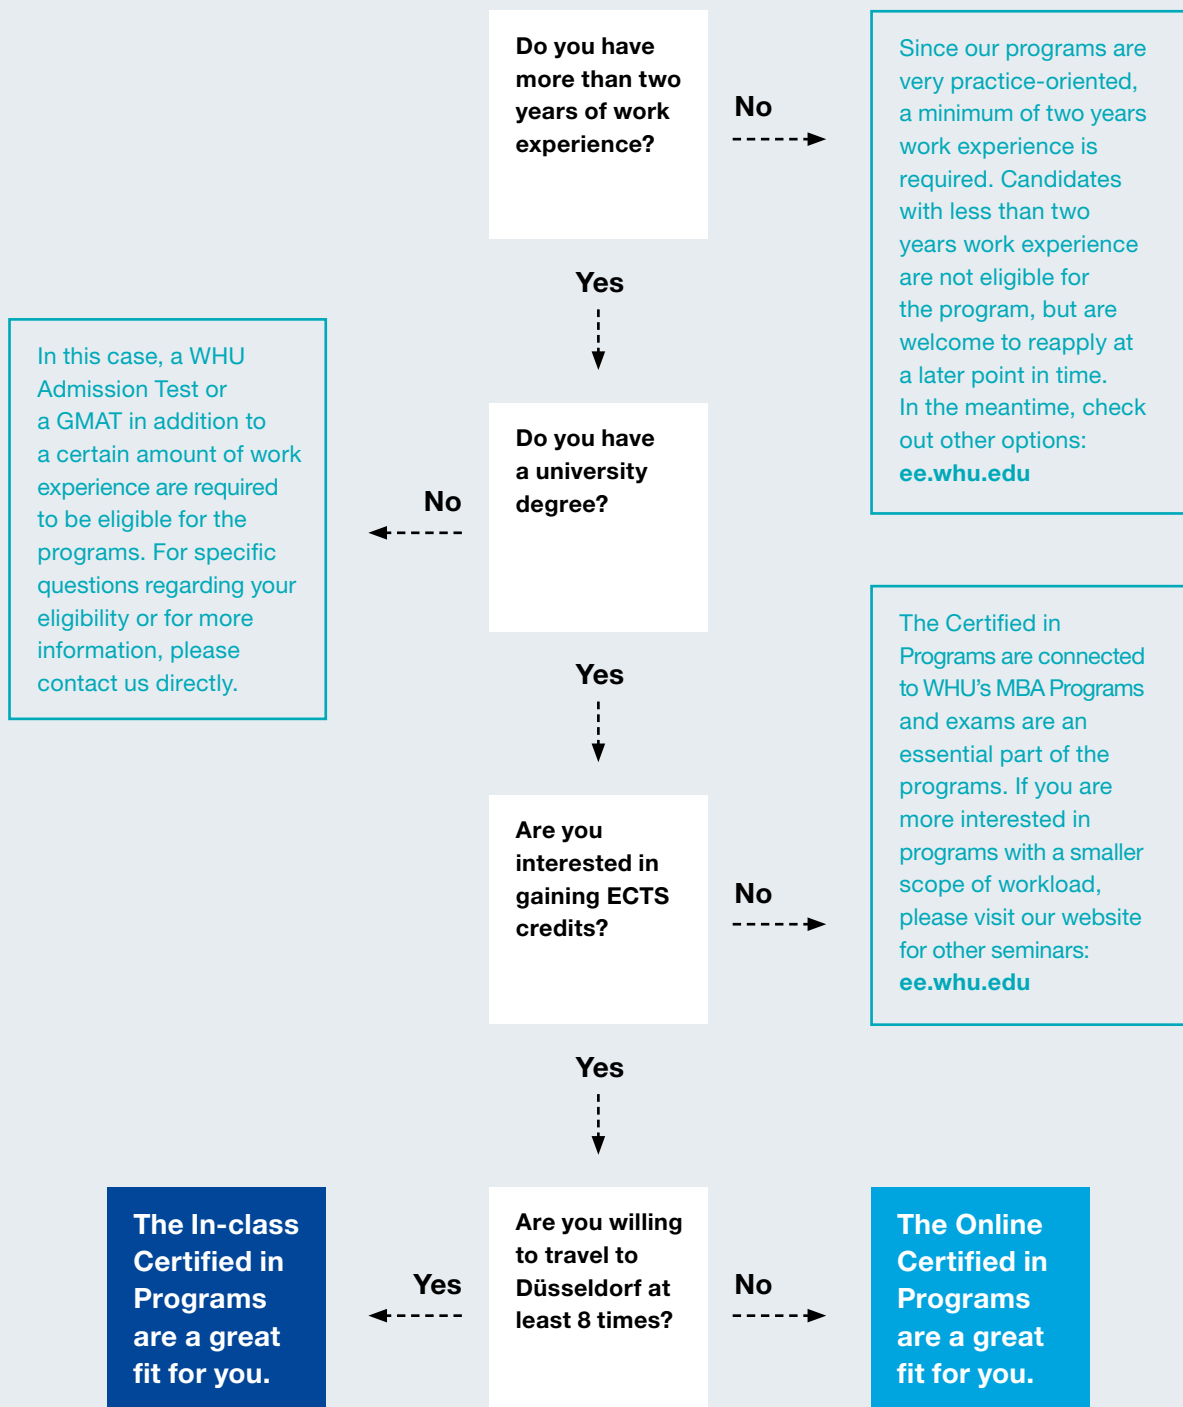 Do you have
more than two
years of work
experience?
No
Since our programs are
very practice-oriented,
a minimum of two years
work experience is
required. Candidates
with less than two
years work experience
are not eligible for
the program, but are
welcome to reapply at
a later point in time.
In the meantime, check
out other options:
ee.whu.edu
Yes
Do you have
a university
degree?
No
In this case, a WHU
Admission Test or
a GMAT in addition to
a certain amount of work
experience are required
to be eligible for the
programs. For specific
questions regarding your
eligibility or for more
information, please
contact us directly.
Yes
Are you
interested in
gaining ECTS
credits?
No
The Certified in
Programs are connected
to WHU's MBA Programs
and exams are an
essential part of the
programs. If you are
more interested in
programs with a smaller
scope of workload,
please visit our website
for other seminars:
ee.whu.edu
Yes
Are you willing
to travel to
Düsseldorf at
least 8 times?
Yes
The In-class
Certified in
Programs
are a great
fit for you.
No
The Online
Certified in
Programs
are a great
fit for you.